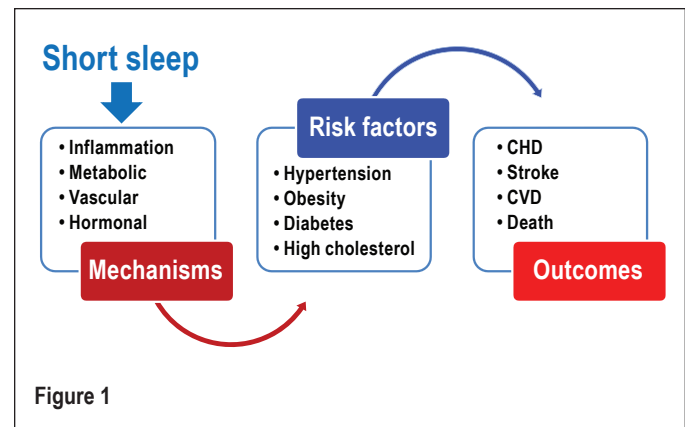 Short sleep
• Inflammation
• Metabolic
• Vascular
• Hormonal
Mechanisms
Risk factors
• Hypertension
• Obesity
• Diabetes
• High cholesterol
• CHD
• Stroke
• CVD
• Death
Outcomes
Figure 1